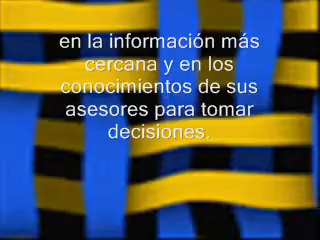 en la información más
cercana y en los
conocimientos de sus
asesores para tomar
decisiones.